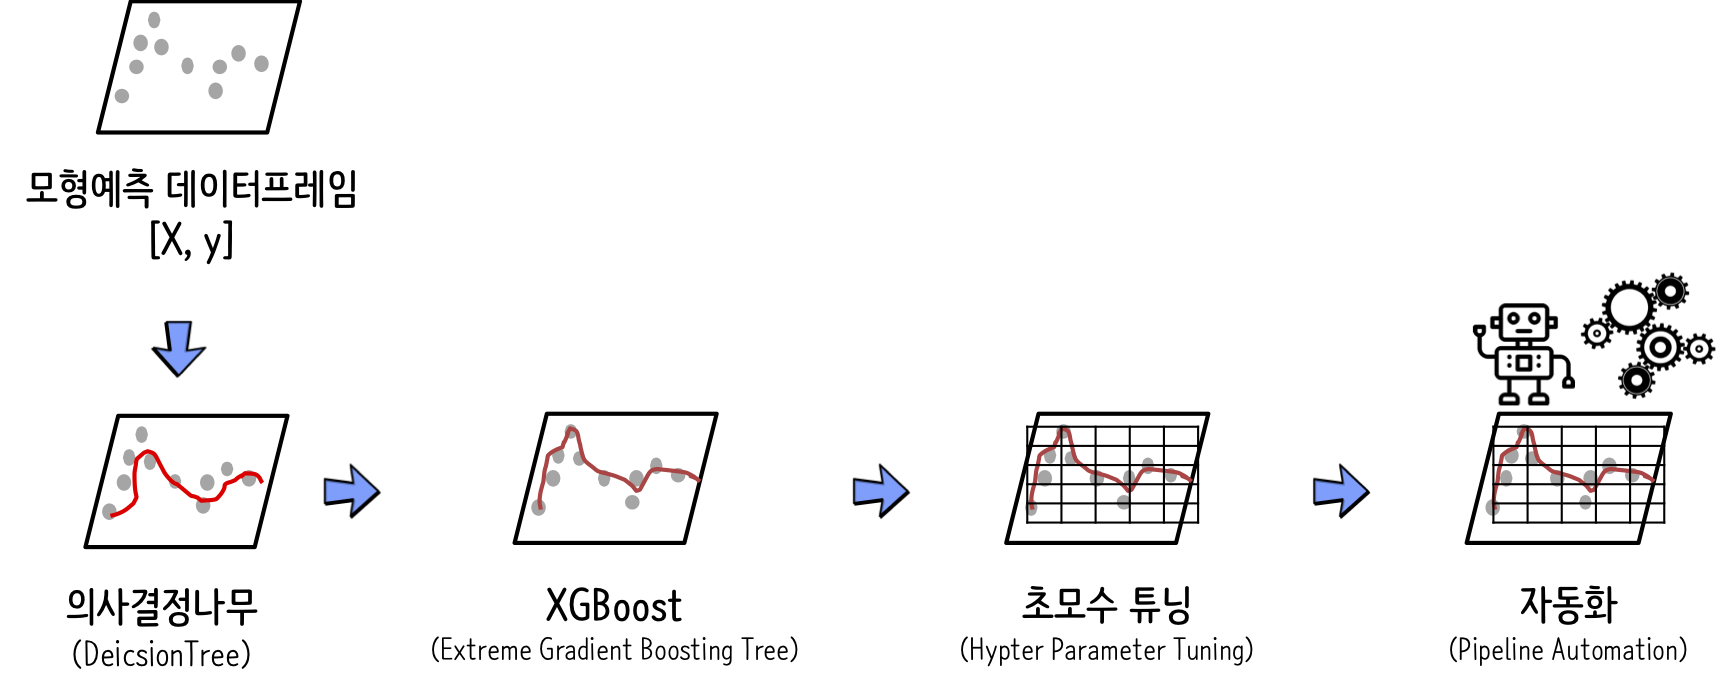 모형예측 데이터프레임
[X, y]
의사결정나무
(DeicsionTree)
XGBoost
(Extreme Gradient Boosting Tree)
초모수 튜닝
(Hypter Parameter Tuning)
자동화
(Pipeline Automation)